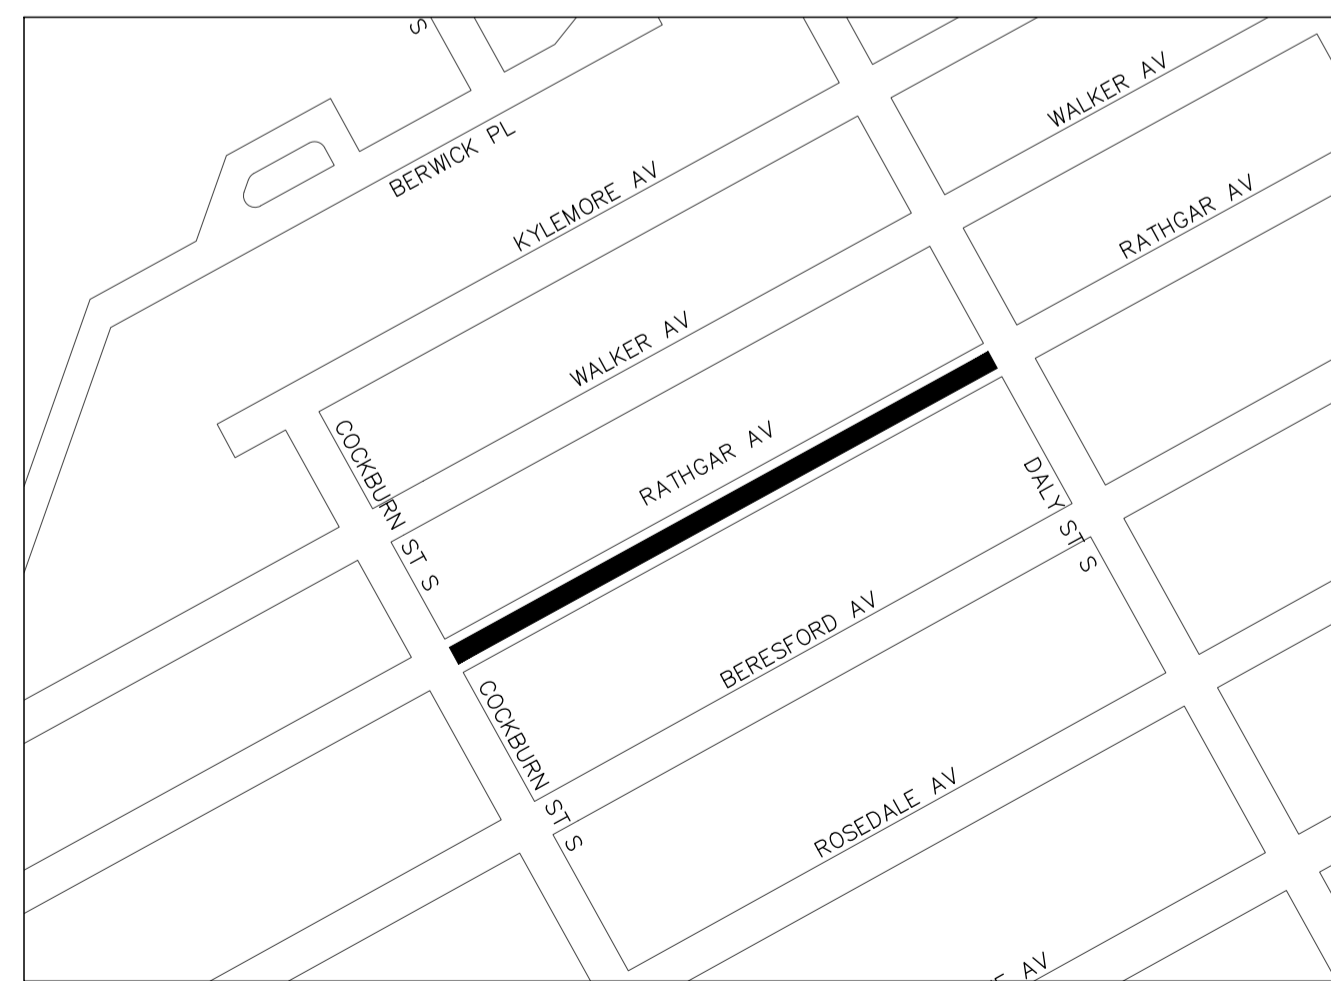 S
WALKER AV
BERWICK PL
KYLEMORE AV
RATHGAR AV
WALKER AV
COCKBURN ST S
RATHGAR AV
DALY ST S
BERESFORD AV
COCKBURN ST S
ROSEDALE AV
AV